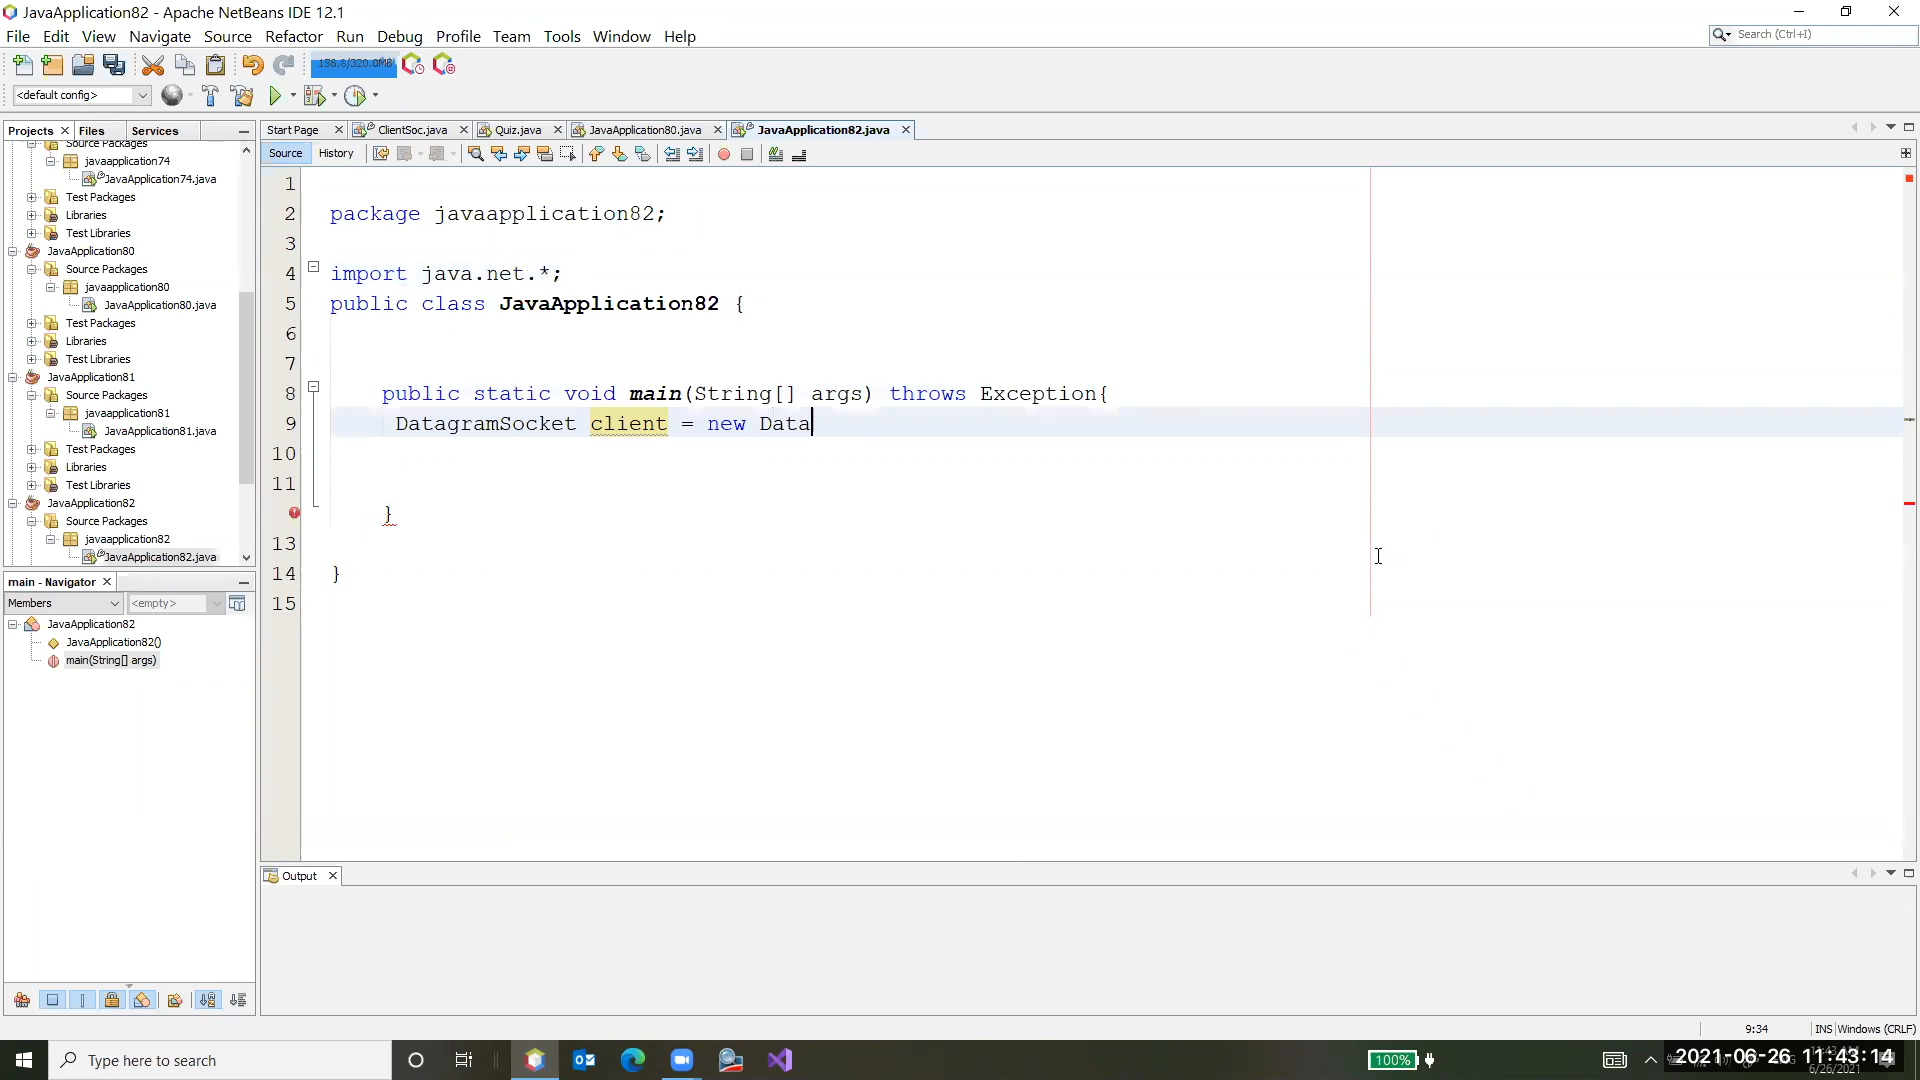 JavaApplication82 - Apache NetBeans IDE 12.1
File Edit View Navigate Source Refactor Run Debug Profile Team Tools Window Help
Search (Ctrl+I)
<default config>
Projects Files Services
Start Page ClientSoc.java Quiz.java JavaApplication80.java JavaApplication82.java
Source History
Source Packages
javaapplication74
JavaApplication74.java
Test Packages
Libraries
Test Libraries
JavaApplication80
Source Packages
javaapplication80
JavaApplication80.java
Test Packages
Libraries
Test Libraries
JavaApplication81
Source Packages
javaapplication81
JavaApplication81.java
Test Packages
Libraries
Test Libraries
JavaApplication82
Source Packages
javaapplication82
JavaApplication82.java
1
2 package javaapplication82;
3
4 import java.net.*;
5 public class JavaApplication82 {
6
7
8 public static void main(String[] args) throws Exception{
9 DatagramSocket client = new Data
10
11
}
13
14 }
15
main - Navigator
Members <empty>
JavaApplication82
JavaApplication82()
main(String[] args)
Output
9:34 INS Windows (CRLF)
Type here to search
100%
2021-06-26 11:43:14
6/26/2021